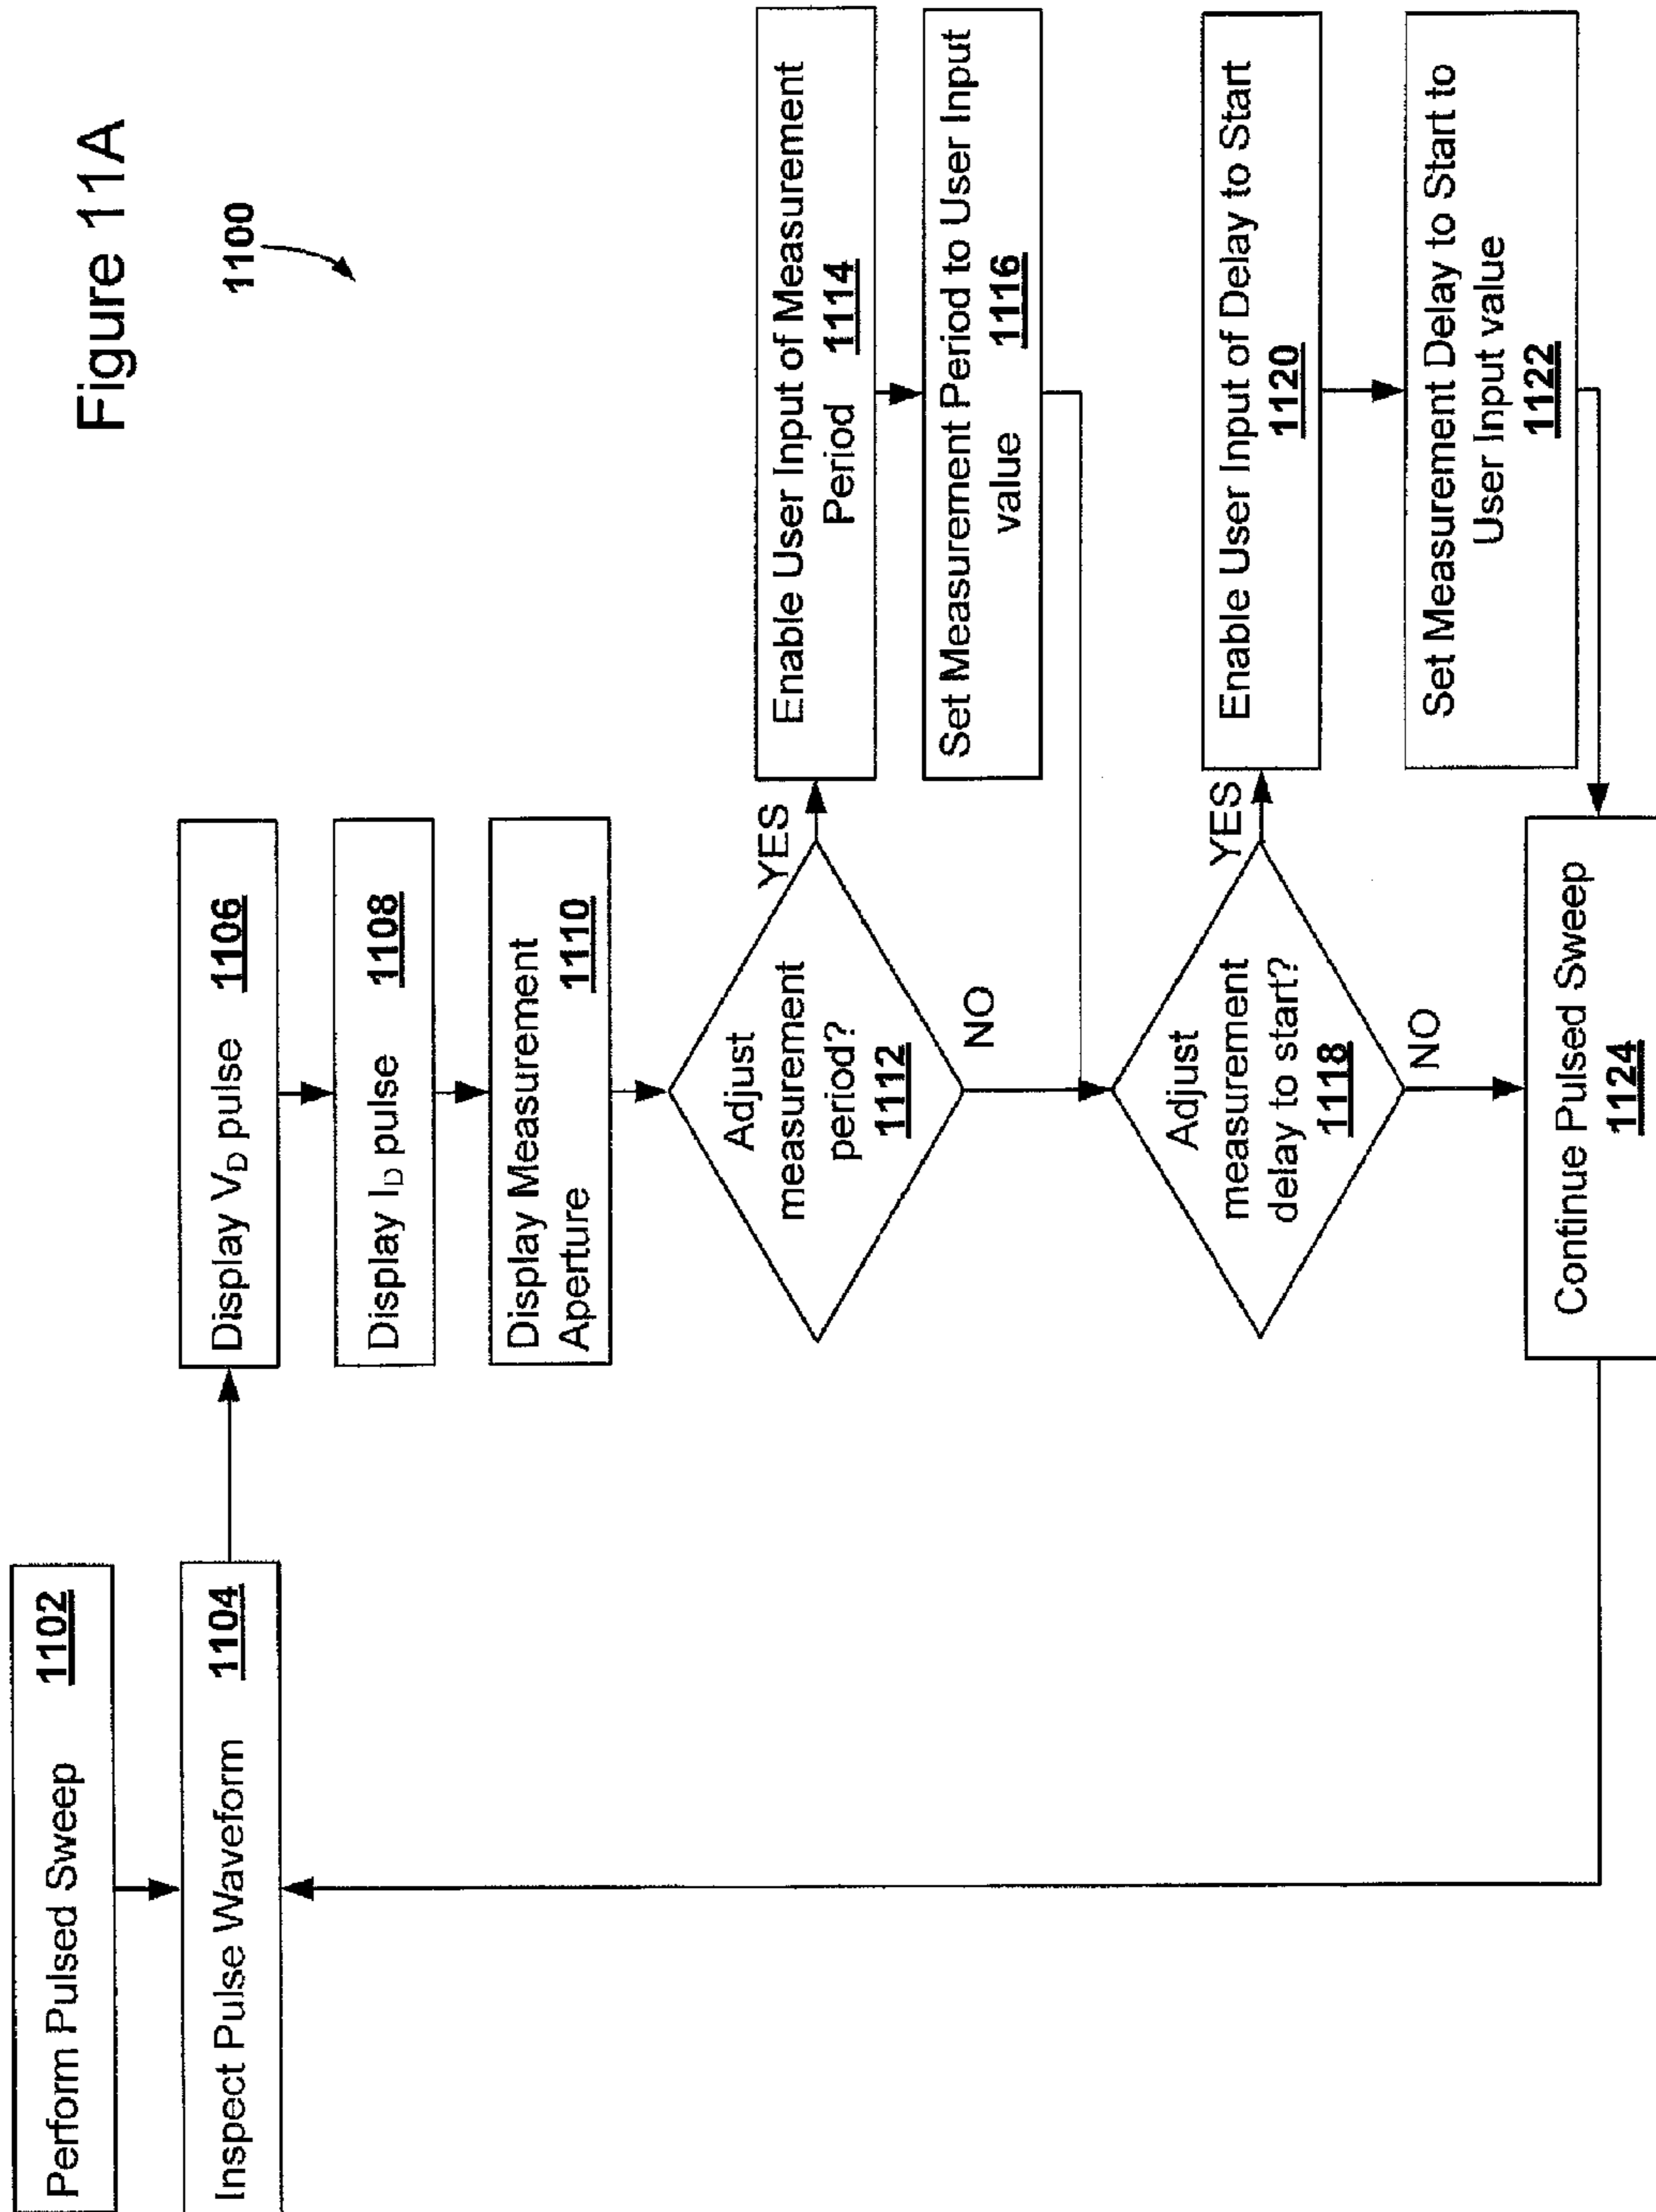 Figure 11A
1100
Perform Pulsed Sweep 1102
Inspect Pulse Waveform 1104
Display VD pulse 1106
Display ID pulse 1108
Display Measurement
Aperture 1110
Adjust
measurement
period?
1112
YES
NO
Enable User Input of Measurement
Period 1114
Set Measurement Period to User Input
value 1116
Adjust
measurement
delay to start?
1118
YES
NO
Enable User Input of Delay to Start
1120
Set Measurement Delay to Start to
User Input value
1122
Continue Pulsed Sweep
1124